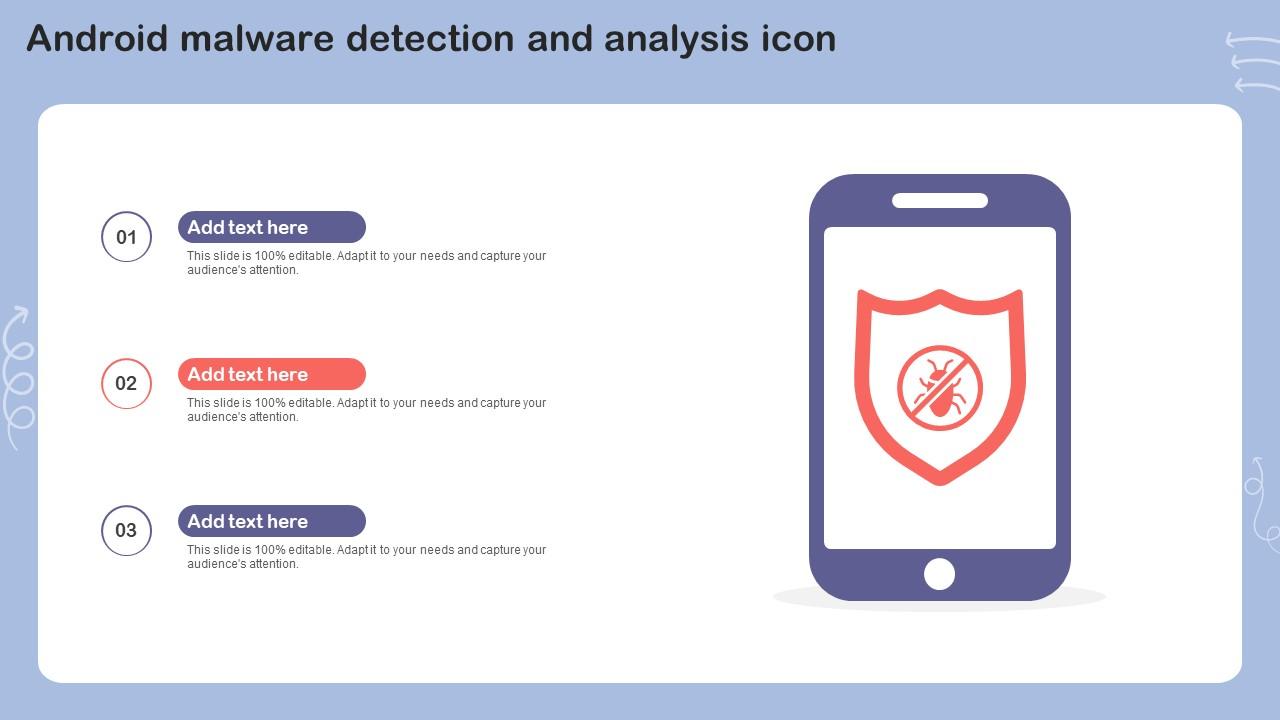 Android malware detection and analysis icon
01
Add text here
This slide is 100% editable. Adapt it to your needs and capture your
audience's attention.
02
Add text here
This slide is 100% editable. Adapt it to your needs and capture your
audience's attention.
03
Add text here
This slide is 100% editable. Adapt it to your needs and capture your
audience's attention.